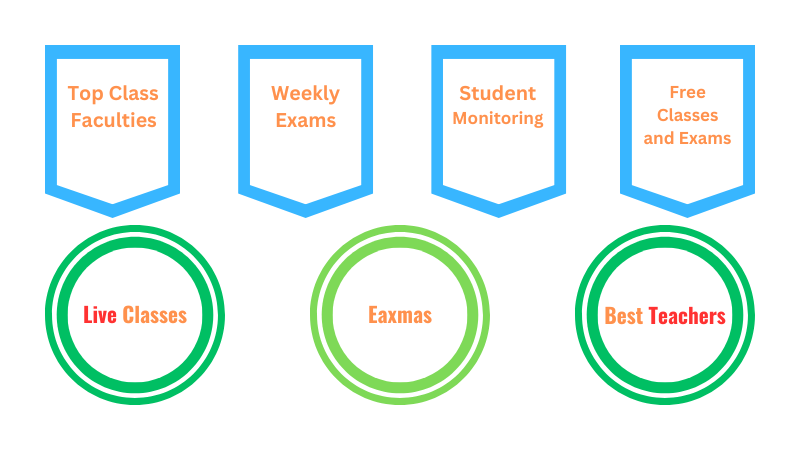 Top Class
Faculties
Weekly
Exams
Student
Monitoring
Free
Classes
and Exams
Live Classes
Eaxmas
Best Teachers